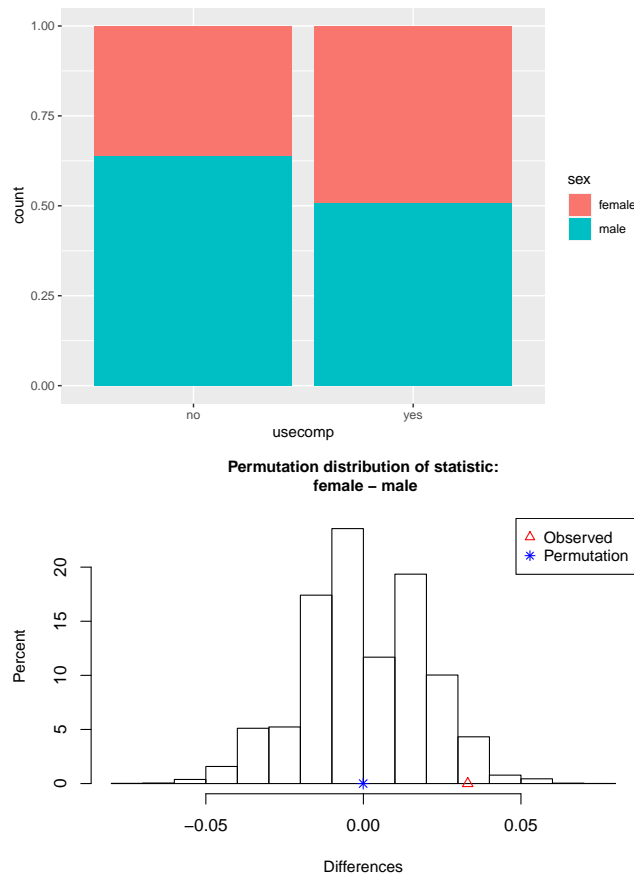 1.00
0.75
0.50
0.25
0.00
count
no
yes
usecomp
sex
female
male
Permutation distribution of statistic:
female − male
Observed
Permutation
20
15
10
5
0
Percent
−0.05
0.00
0.05
Differences